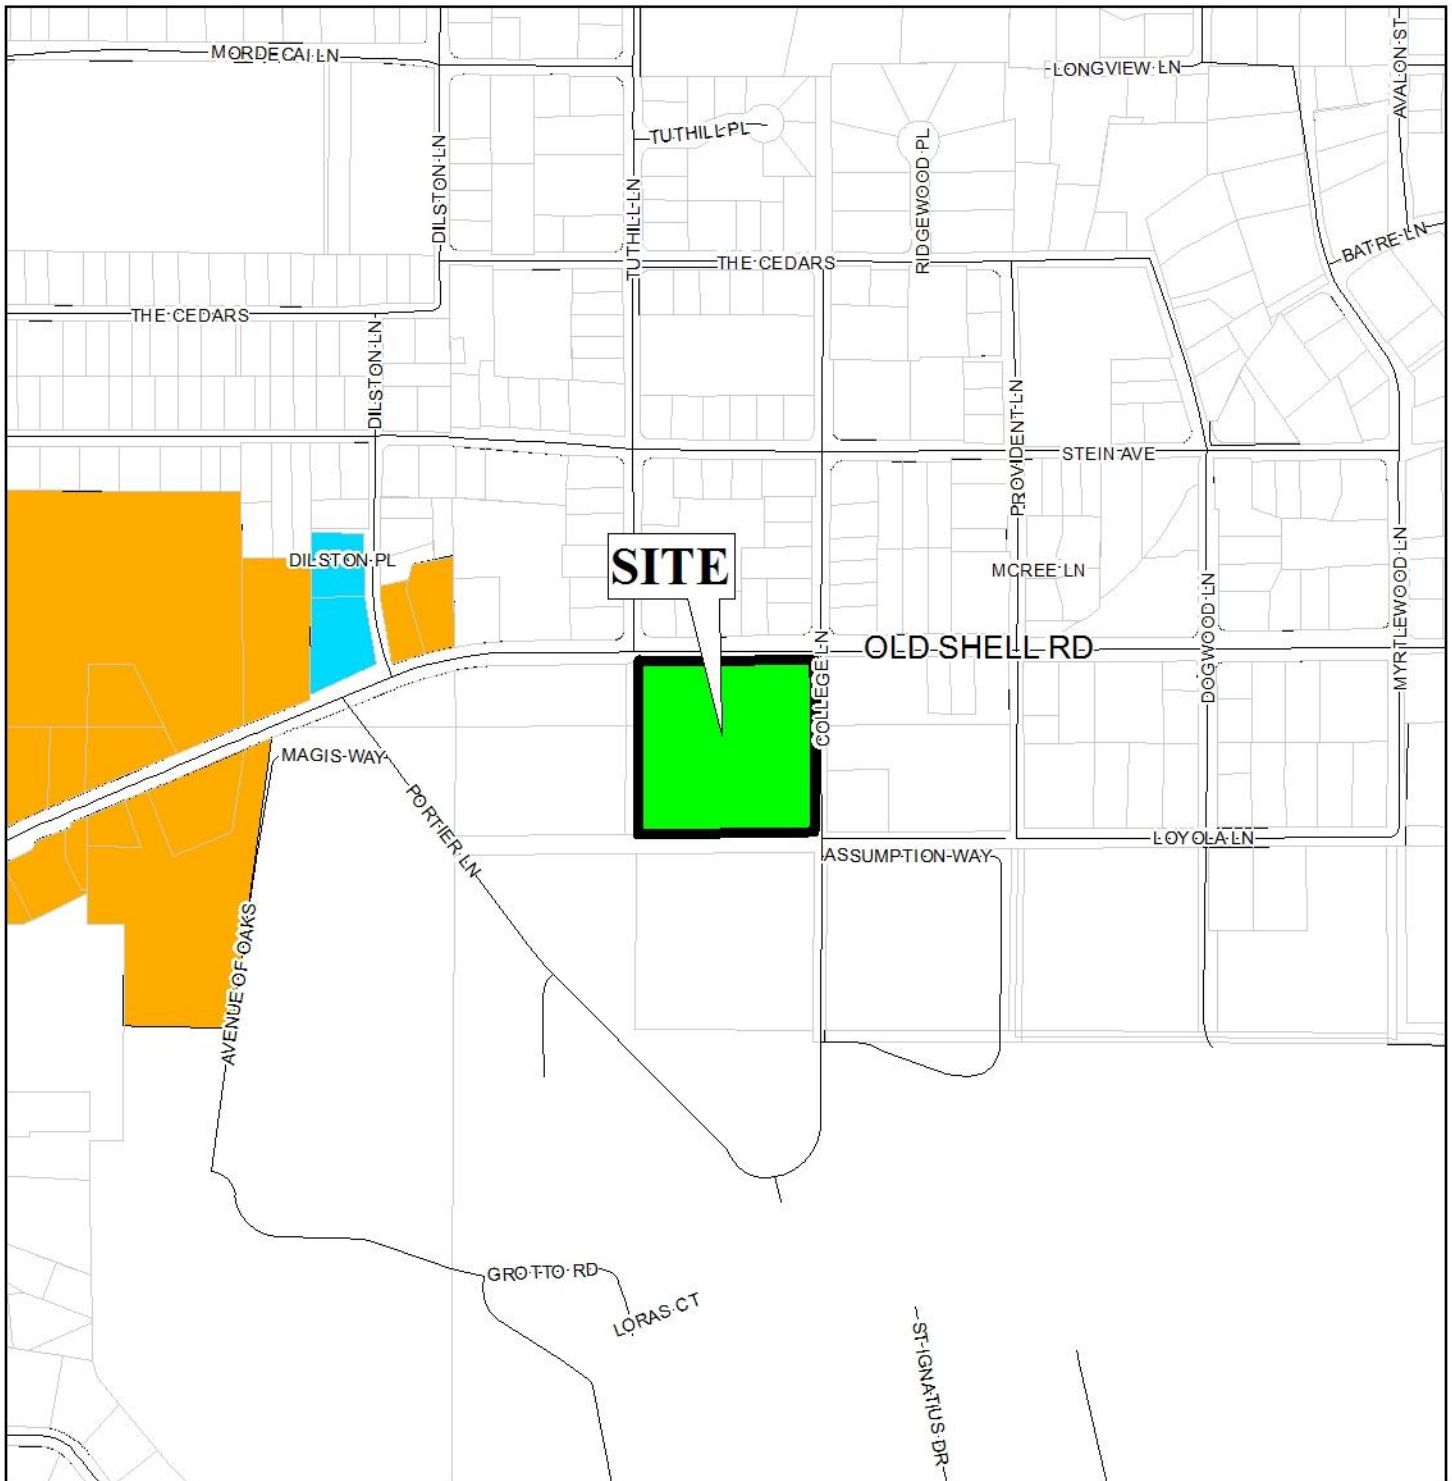 MORDECAI LN
LONGVIEW LN
AVALON ST
TUTHILL PL
DILSTON LN
RIDGEWOOD PL
TUTHILL LN
BATRE LN
THE CEDARS
THE CEDARS
DILSTON LN
PROVIDENT LN
STEIN AVE
DILSTON PL
SITE
MCREE LN
DOGWOOD LN
MYRTLEWOOD LN
OLD SHELL RD
COLLEGE LN
MAGIS WAY
PORTIER LN
LOYOLA LN
ASSUMPTION WAY
AVENUE OF OAKS
GROTTO RD
LORAS CT
ST IGNATIUS DR